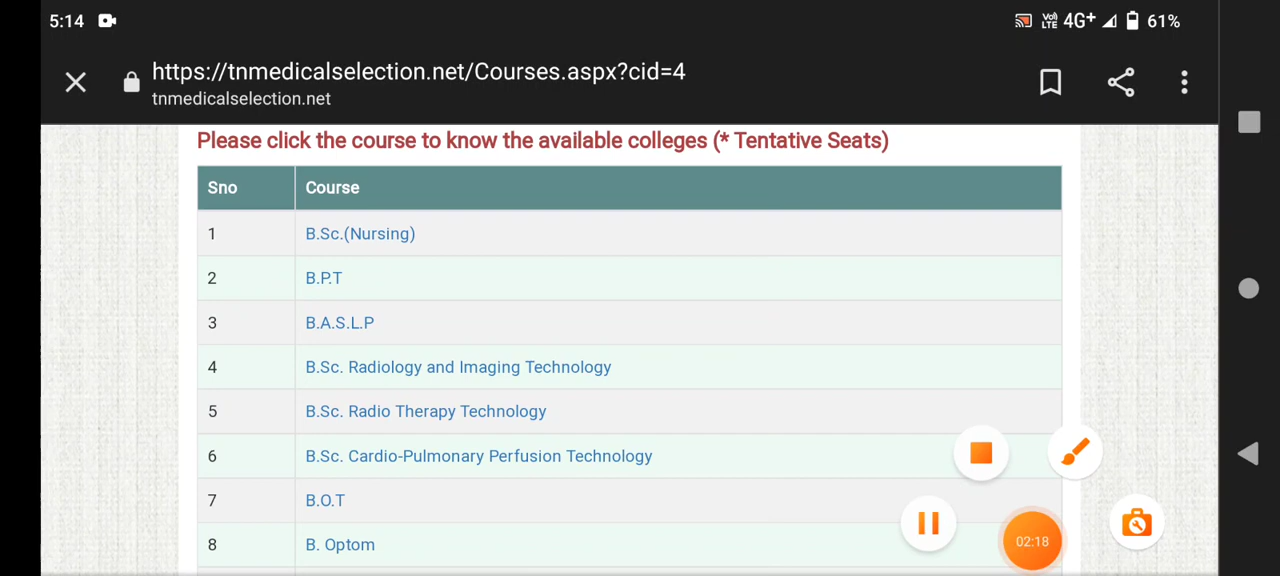 5:14 4G+ 61%
Vo) LTE
https://tnmedicalselection.net/Courses.aspx?cid=4
tnmedicalselection.net
Please click the course to know the available colleges (* Tentative Seats)
Sno Course
1 B.Sc.(Nursing)
2 B.P.T
3 B.A.S.L.P
4 B.Sc. Radiology and Imaging Technology
5 B.Sc. Radio Therapy Technology
6 B.Sc. Cardio-Pulmonary Perfusion Technology
7 B.O.T
8 B. Optom
02:18